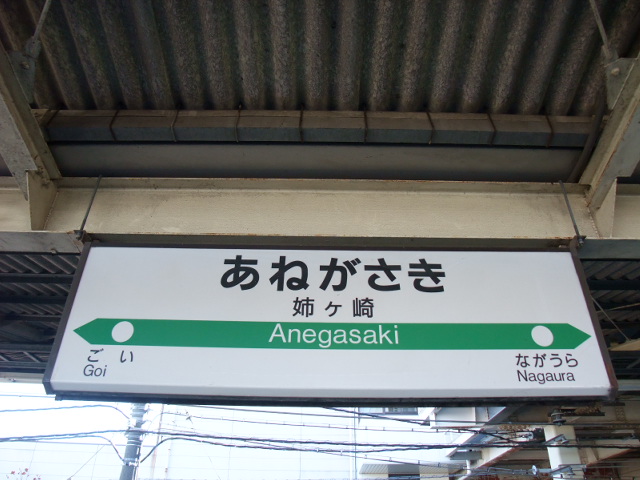 あねがさき
姉ヶ崎
Anegasaki
ごい
Goi
ながうら
Nagaura